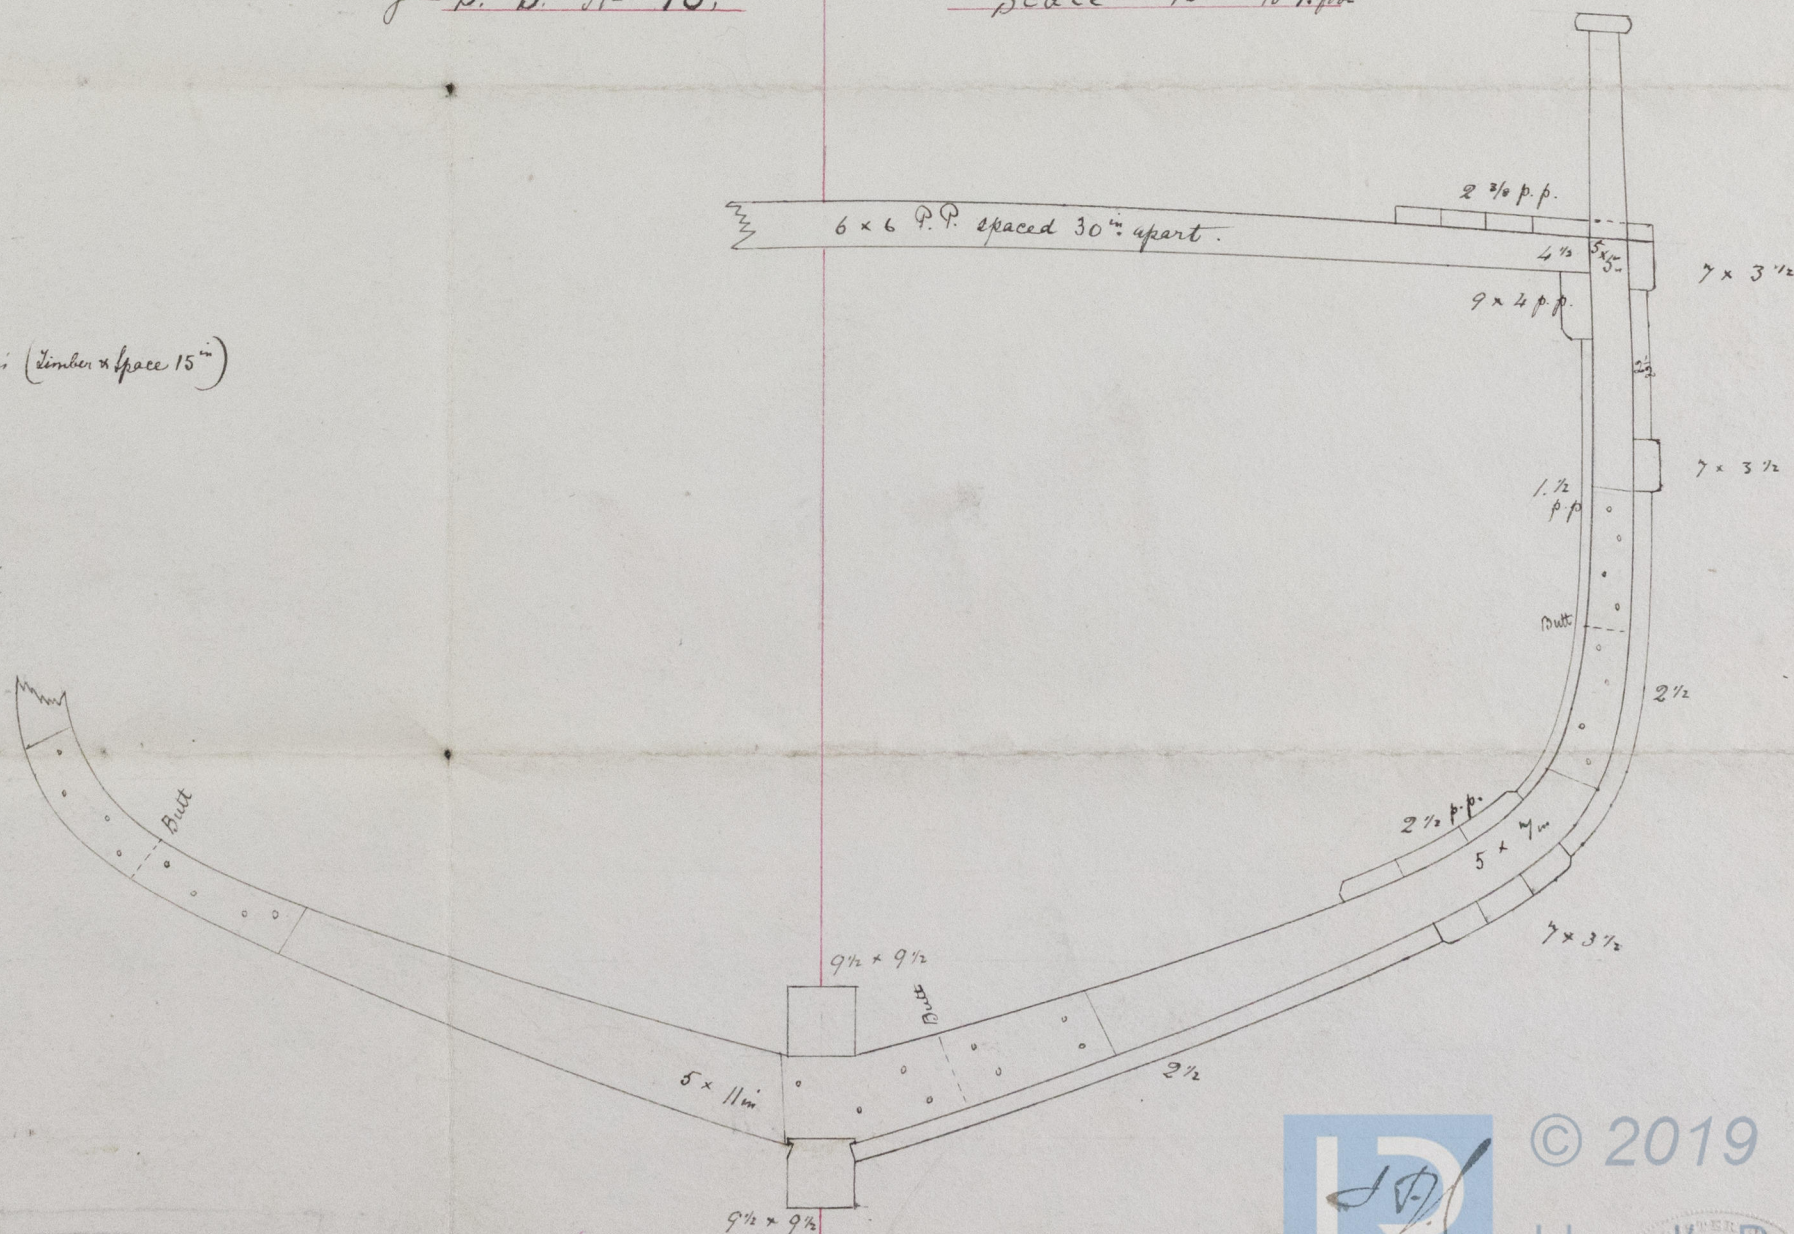 6 x 6 P.P. spaced 30 in. apart.
2 3/8 p.p.
4 1/2
5 x 5
7 x 3 1/2
9 x 4 p.p.
(Timber & Space 15 in)
2 1/2
7 x 3 1/2
1. 1/2
p.p
Butt
2 1/2
Butt
2 1/2 p.p.
5 x 7 in
7 x 3 1/2
9 1/2 x 9 1/2
Butt
5 x 11 in
2 1/2
9 1/2 x 9 1/2
© 2019